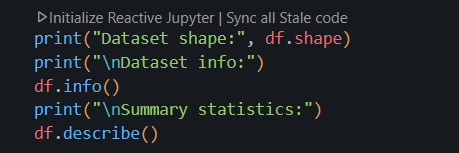 ▷Initialize Reactive Jupyter | Sync all Stale code
print("Dataset shape:", df.shape)
print("\nDataset info:")
df.info()
print("\nSummary statistics:")
df.describe()